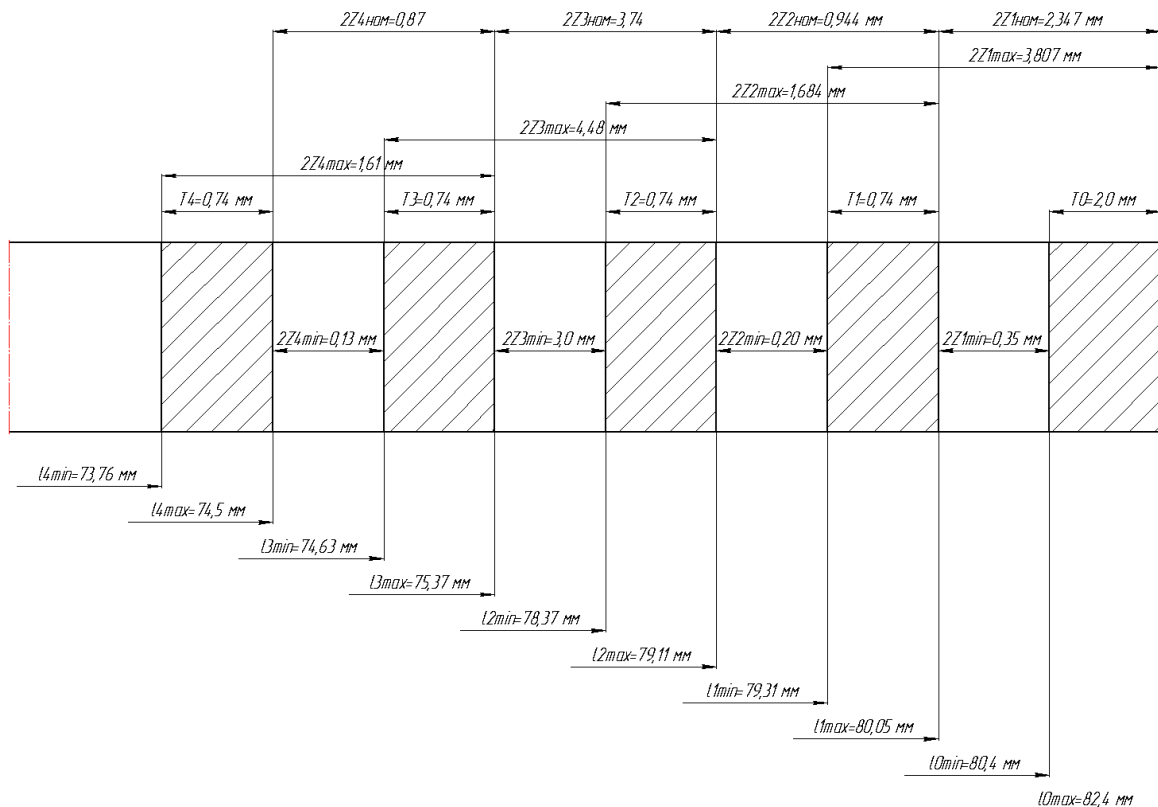 2Z4ном=0,87
2Z3ном=3,74
2Z2ном=0,944 мм
2Z1ном=2,347 мм
2Z1max=3,807 мм
2Z2max=1,684 мм
2Z3max=4,48 мм
2Z4max=1,61 мм
T4=0,74 мм
T3=0,74 мм
T2=0,74 мм
T1=0,74 мм
T0=2,0 мм
2Z4min=0,13 мм
2Z3min=3,0 мм
2Z2min=0,20 мм
2Z1min=0,35 мм
l4min=73,76 мм
l4max=74,5 мм
l3min=74,63 мм
l3max=75,37 мм
l2min=78,37 мм
l2max=79,11 мм
l1min=79,31 мм
l1max=80,05 мм
l0min=80,4 мм
l0max=82,4 мм